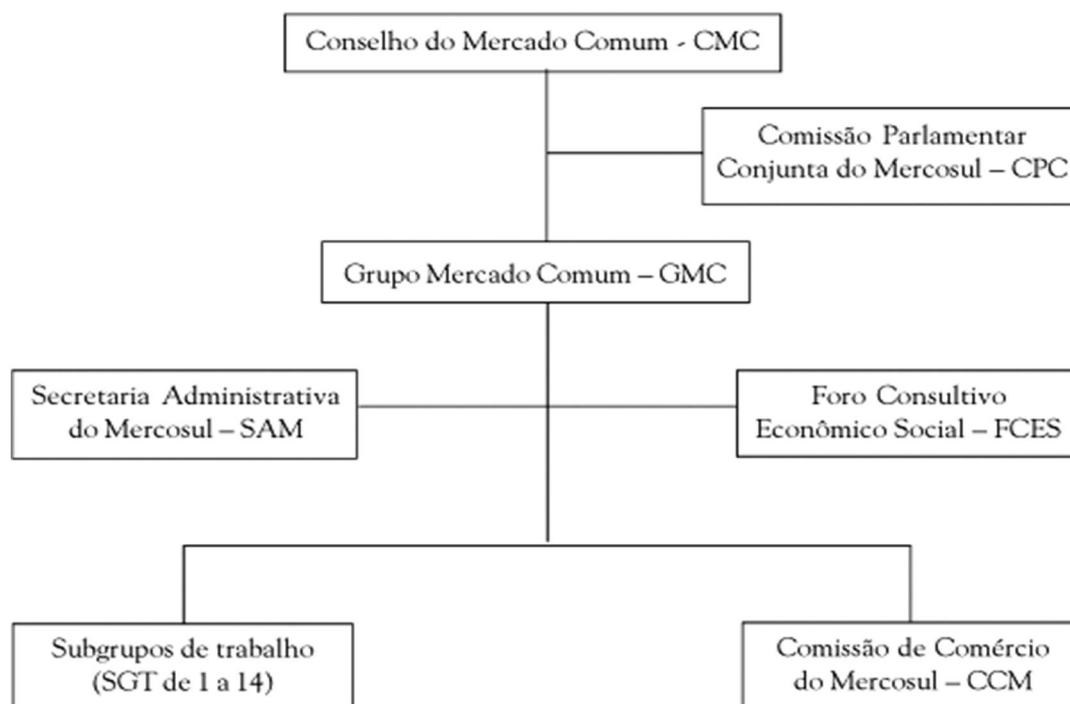 Conselho do Mercado Comum - CMC
Comissão Parlamentar
Conjunta do Mercosul – CPC
Grupo Mercado Comum – GMC
Secretaria Administrativa
do Mercosul – SAM
Foro Consultivo
Econômico Social – FCES
Subgrupos de trabalho
(SGT de 1 a 14)
Comissão de Comércio
do Mercosul – CCM